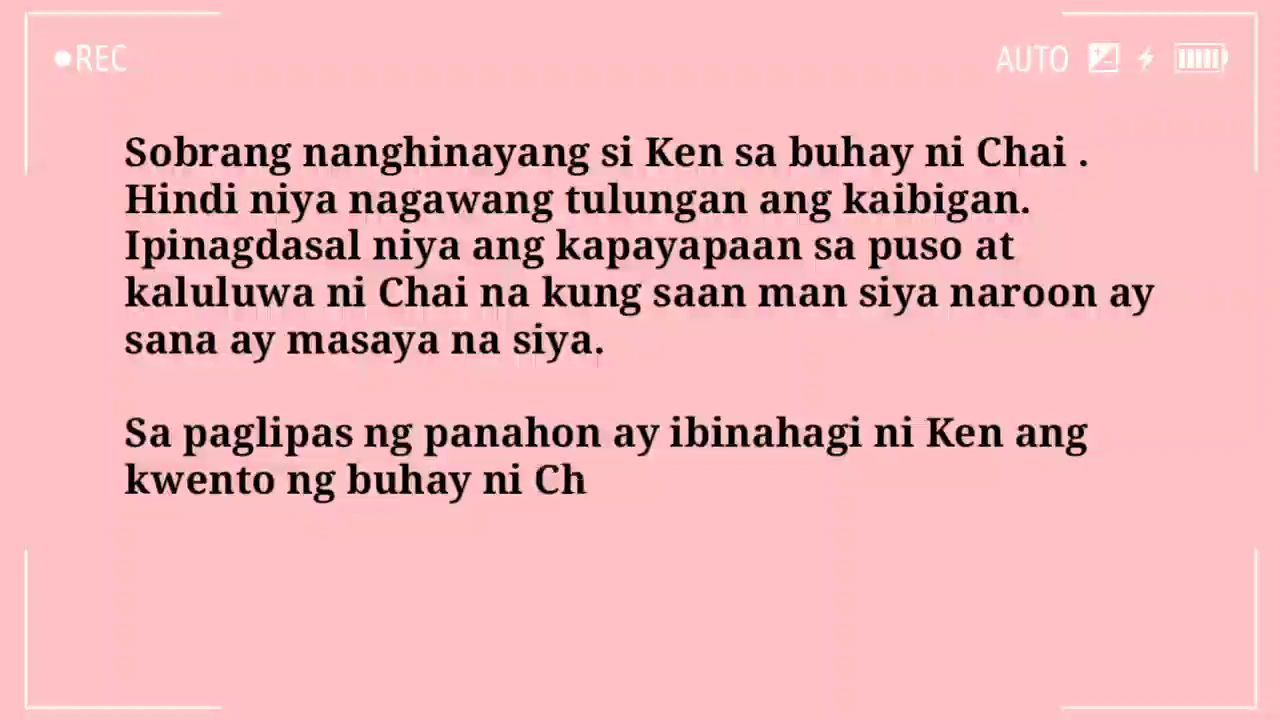 ●REC
AUTO
Sobrang nanghinayang si Ken sa buhay ni Chai .
Hindi niya nagawang tulungan ang kaibigan.
Ipinagdasal niya ang kapayapaan sa puso at
kaluluwa ni Chai na kung saan man siya naroon ay
sana ay masaya na siya.
Sa paglipas ng panahon ay ibinahagi ni Ken ang
kwento ng buhay ni Ch